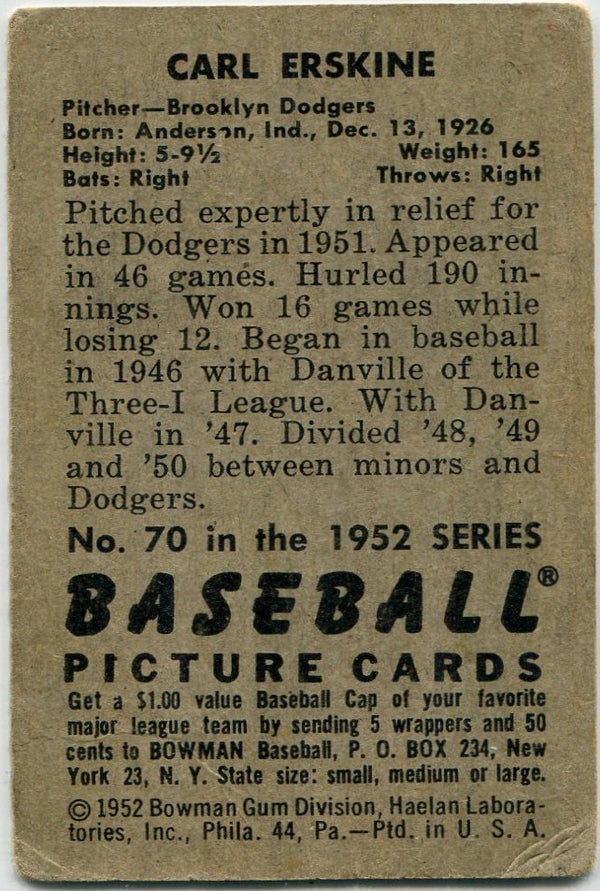 CARL ERSKINE
Pitcher—Brooklyn Dodgers
Born: Anderson, Ind., Dec. 13, 1926
Height: 5-9½ Weight: 165
Bats: Right Throws: Right
Pitched expertly in relief for
the Dodgers in 1951. Appeared
in 46 games. Hurled 190 in-
nings. Won 16 games while
losing 12. Began in baseball
in 1946 with Danville of the
Three-I League. With Dan-
ville in '47. Divided '48, '49
and '50 between minors and
Dodgers.
No. 70 in the 1952 SERIES
BASEBALL®
PICTURE CARDS
Get a $1.00 value Baseball Cap of your favorite
major league team by sending 5 wrappers and 50
cents to BOWMAN Baseball, P. O. BOX 234, New
York 23, N. Y. State size: small, medium or large.
© 1952 Bowman Gum Division, Haelan Labora-
tories, Inc., Phila. 44, Pa.—Ptd. in U. S. A.